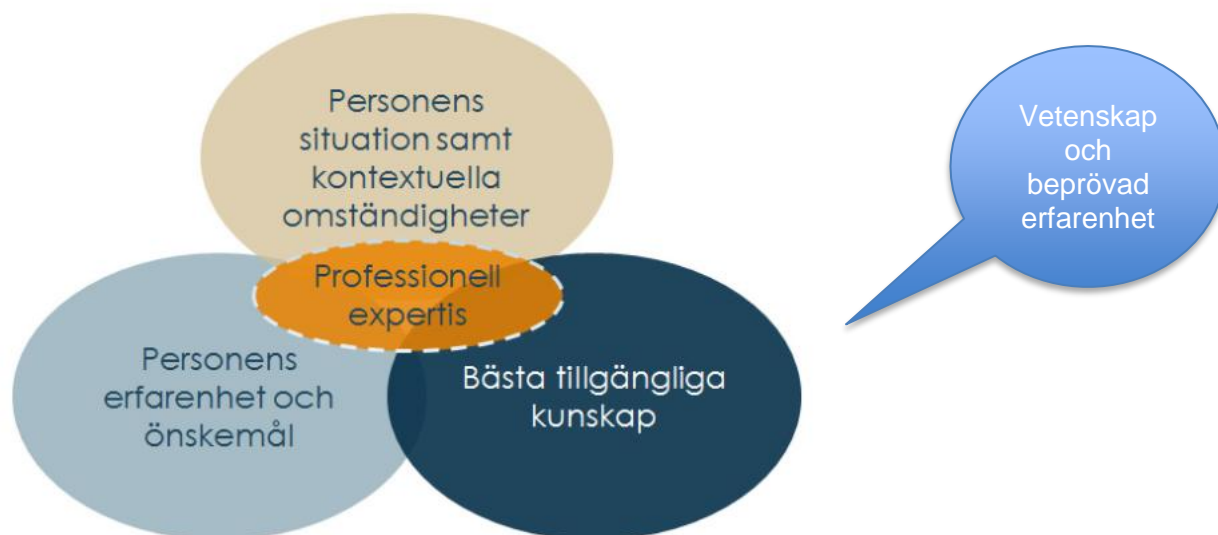 Personens
situation samt
kontextuella
omständigheter
Professionell
expertis
Personens
erfarenhet och
önskemål
Bästa tillgängliga
kunskap
Vetenskap
och
beprövad
erfarenhet